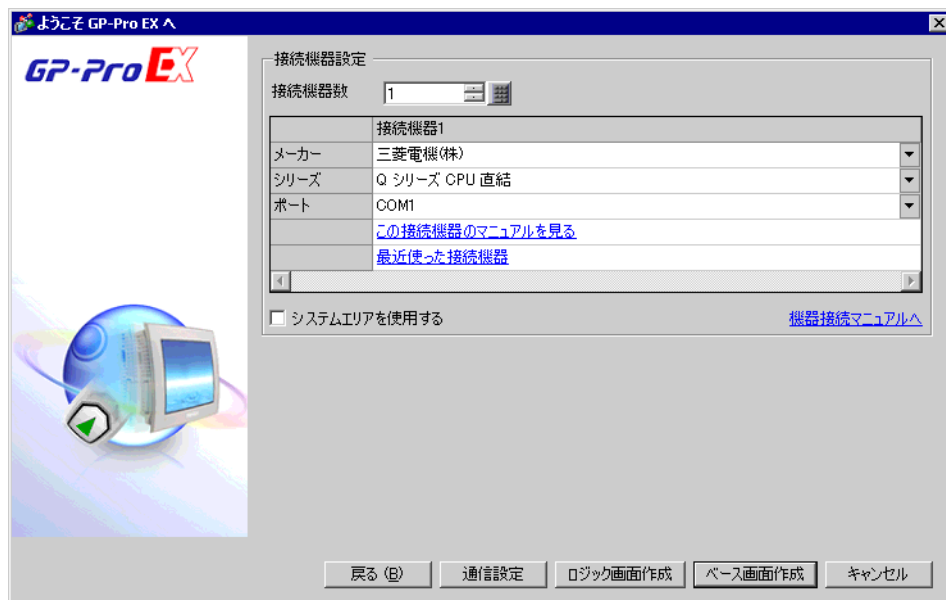 ようこそ GP-Pro EX へ
GP-Pro EX
接続機器設定
接続機器数 1
接続機器1
メーカー 三菱電機(株)
シリーズ Q シリーズ CPU 直結
ポート COM1
この接続機器のマニュアルを見る
最近使った接続機器
システムエリアを使用する 機器接続マニュアルへ
戻る (B) 通信設定 ロジック画面作成 ベース画面作成 キャンセル